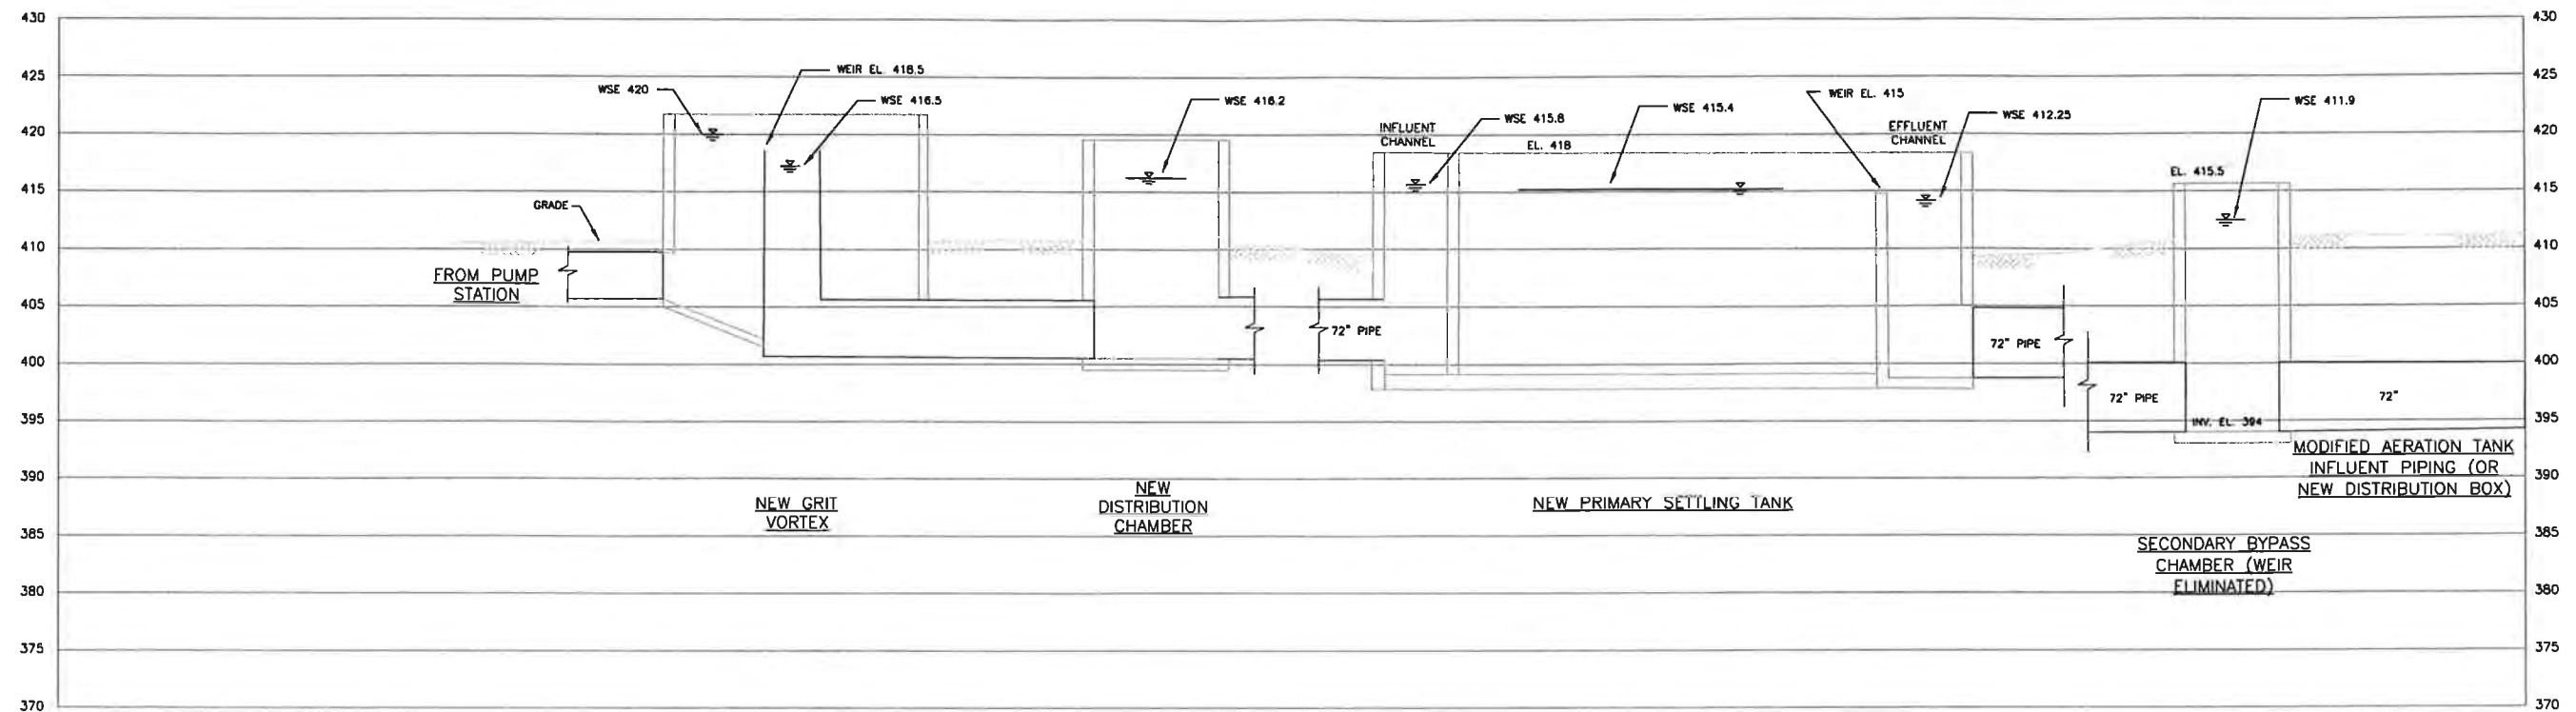 430
430
425
425
420
420
415
415
410
410
405
405
400
400
395
395
390
390
385
385
380
380
375
375
370
370
WSE 420
WEIR EL. 418.5
WSE 416.5
GRADE
FROM PUMP
STATION
WSE 416.2
INFLUENT
CHANNEL
WSE 415.8
WSE 415.4
EL. 418
WEIR EL. 415
EFFLUENT
CHANNEL
WSE 412.25
WSE 411.9
EL. 415.5
72" PIPE
72" PIPE
72" PIPE
INV. EL. 394
72"
MODIFIED AERATION TANK
INFLUENT PIPING (OR
NEW DISTRIBUTION BOX)
NEW GRIT
VORTEX
NEW
DISTRIBUTION
CHAMBER
NEW PRIMARY SETTLING TANK
SECONDARY BYPASS
CHAMBER (WEIR
ELIMINATED)